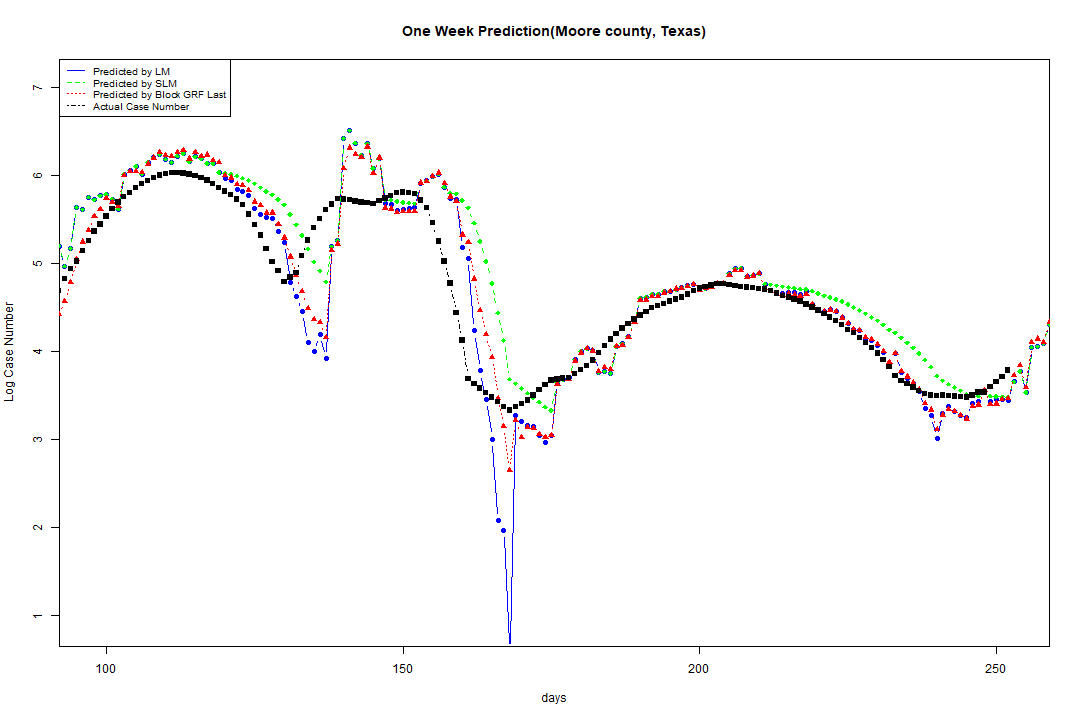 One Week Prediction(Moore county, Texas)
Predicted by LM
Predicted by SLM
Predicted by Block GRF Last
Actual Case Number
7
6
5
4
3
2
1
Log Case Number
100 150 200 250
days